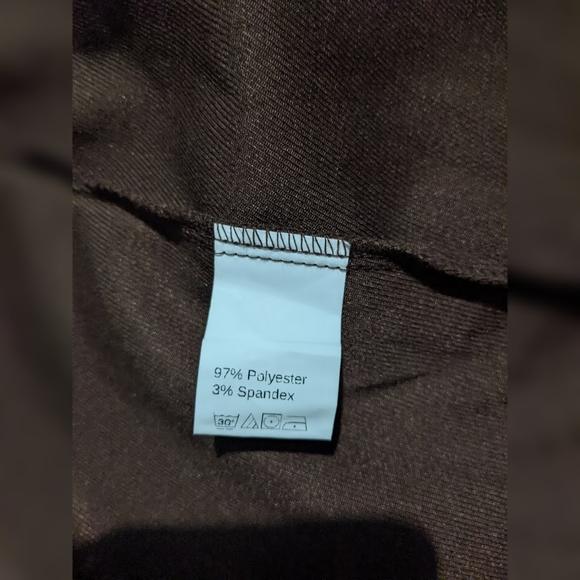 97% Polyester
3% Spandex
30°